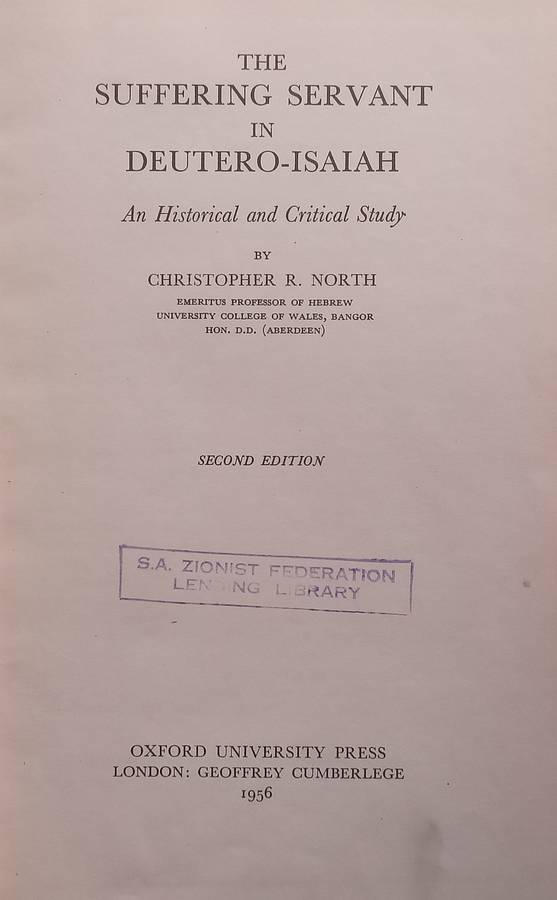 THE
SUFFERING SERVANT
IN
DEUTERO-ISAIAH
An Historical and Critical Study
BY
CHRISTOPHER R. NORTH
EMERITUS PROFESSOR OF HEBREW
UNIVERSITY COLLEGE OF WALES, BANGOR
HON. D.D. (ABERDEEN)
SECOND EDITION
S.A. ZIONIST FEDERATION
LENDING LIBRARY
OXFORD UNIVERSITY PRESS
LONDON: GEOFFREY CUMBERLEGE
1956